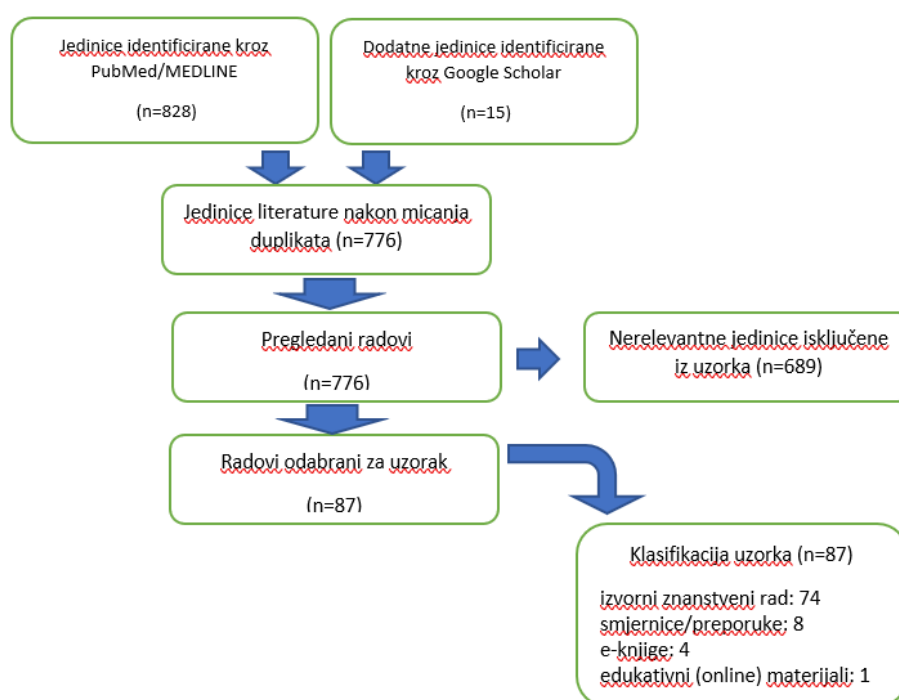 Jedinice identificirane kroz
PubMed/MEDLINE
(n=828)
Dodatne jedinice identificirane
kroz Google Scholar
(n=15)
Jedinice literature nakon micanja
duplikata (n=776)
Pregledani radovi
(n=776)
Nerelevantne jedinice isključene
iz uzorka (n=689)
Radovi odabrani za uzorak
(n=87)
Klasifikacija uzorka (n=87)
izvorni znanstveni rad: 74
smjernice/preporuke: 8
e-knjige: 4
edukativni (online) materijali: 1